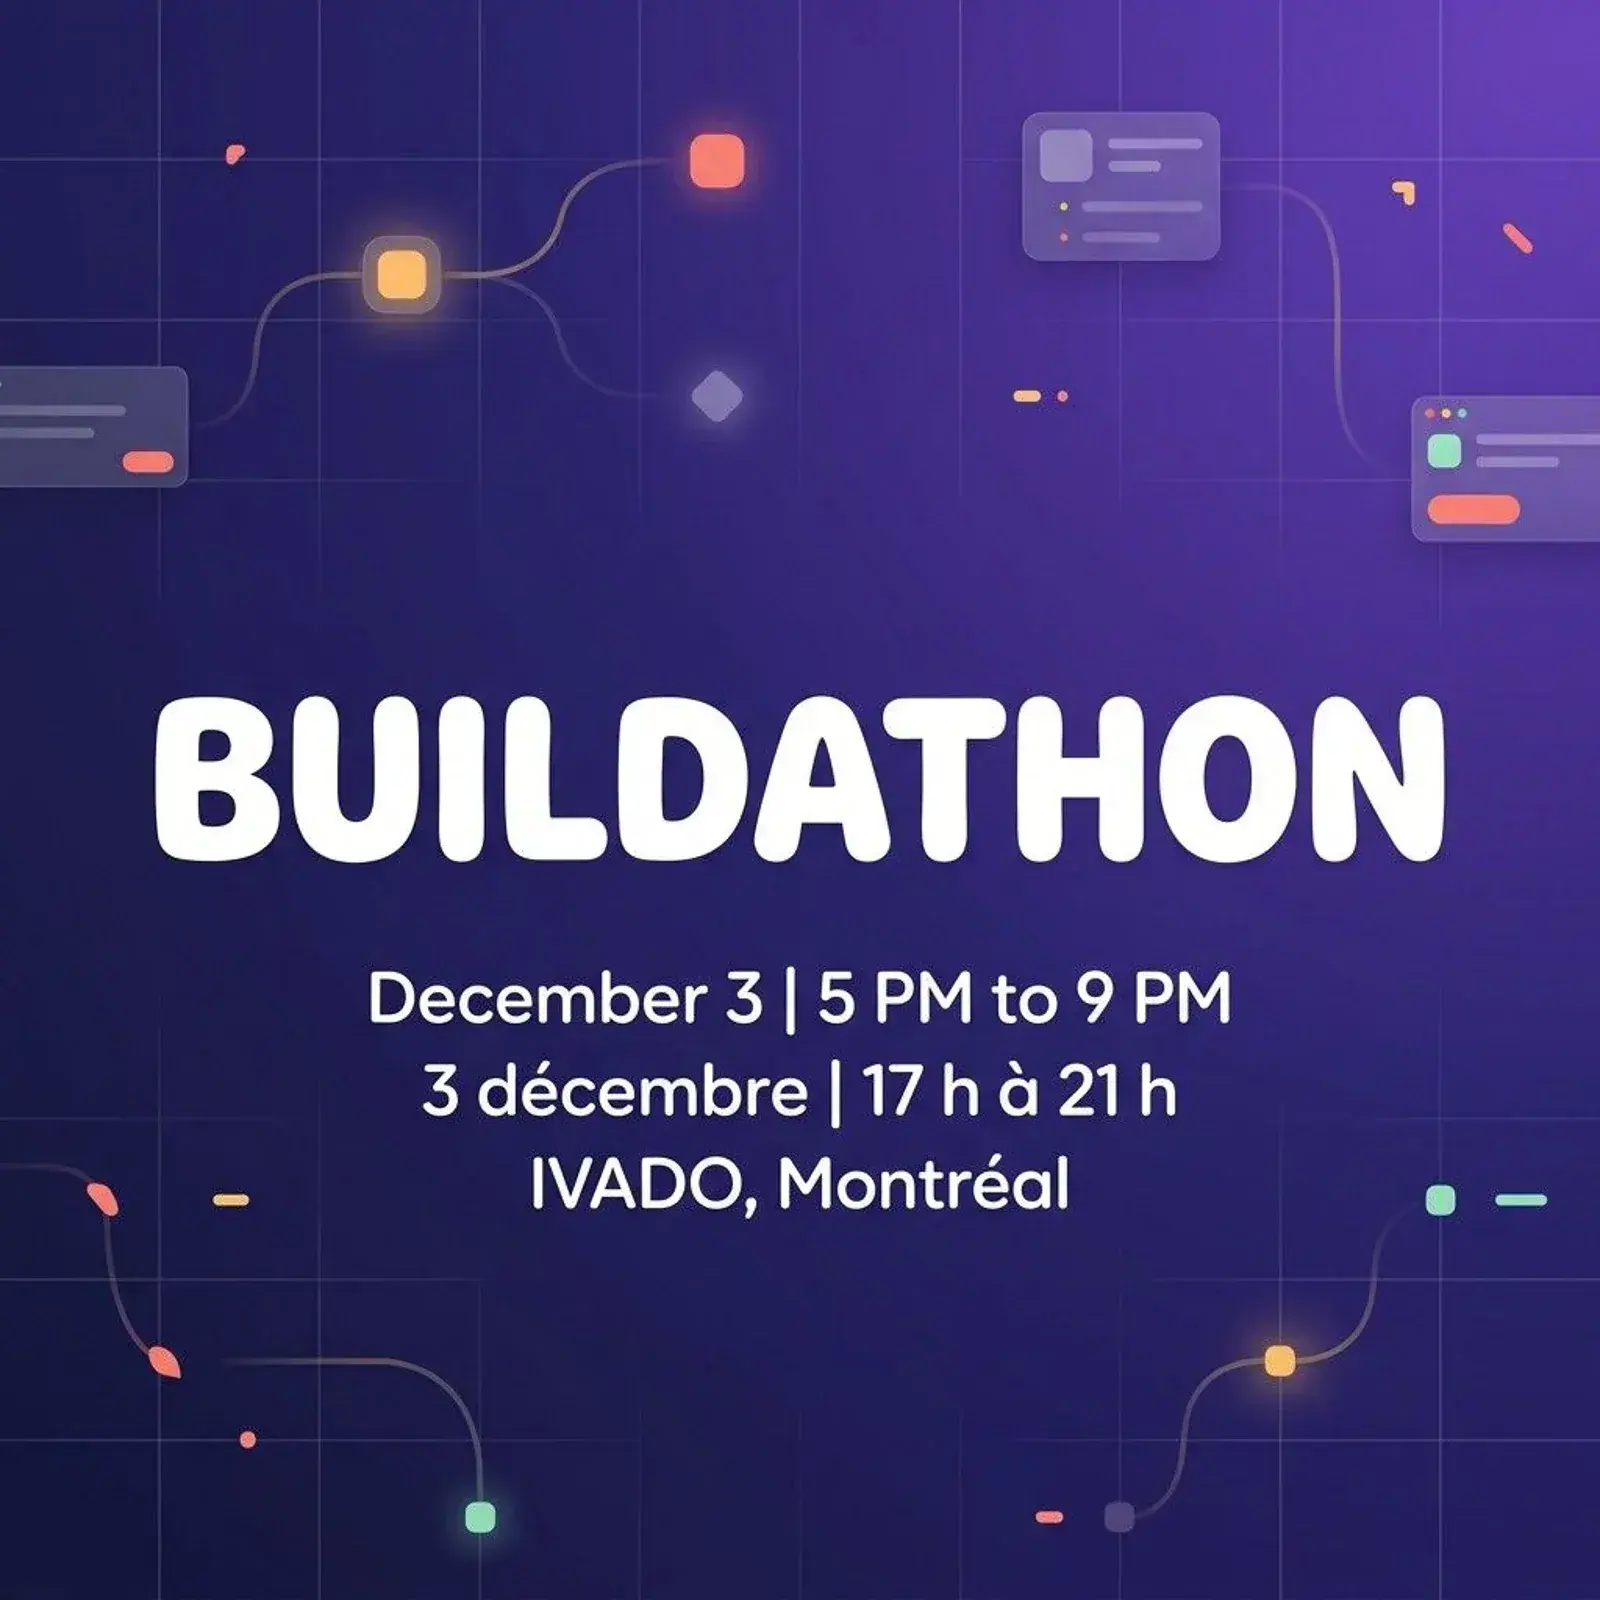 BUILDATHON
December 3 | 5 PM to 9 PM
3 décembre | 17 h à 21 h
IVADO, Montréal